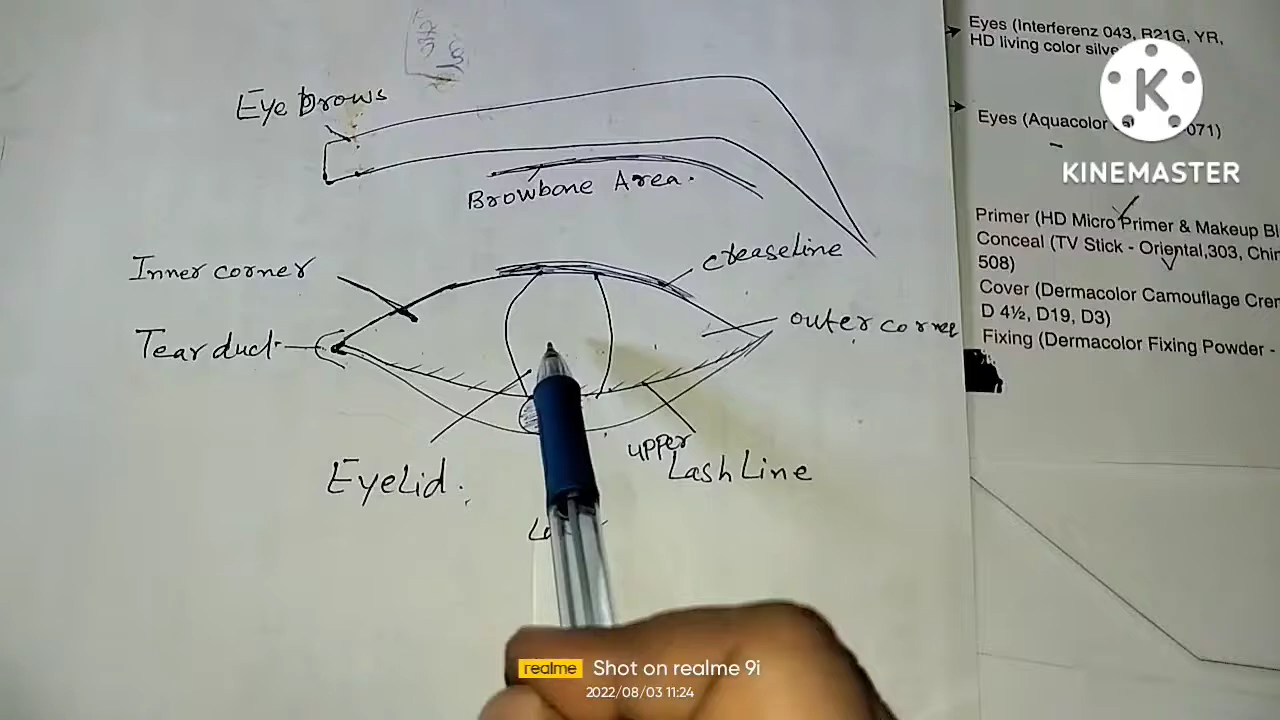 Eyebrows
Browbone Area.
Inner corner
creaseline
Tear duct
outer corner
Eyelid.
upper
Lash Line
Eyes (Interferenz 043, R21G, YR,
HD living color silve
Eyes (Aquacolor 071)
Primer (HD Micro Primer & Makeup Bl
Conceal (TV Stick - Oriental,303, Chin
508)
Cover (Dermacolor Camouflage Crem
D 4½, D19, D3)
Fixing (Dermacolor Fixing Powder -
K
KINEMASTER
realme Shot on realme 9i
2022/08/03 11:24